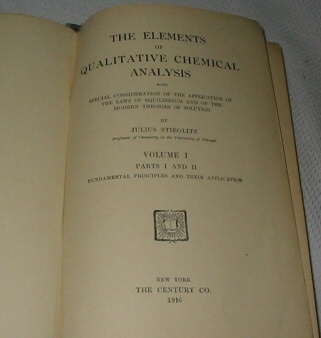 THE ELEMENTS
OF
QUALITATIVE CHEMICAL
ANALYSIS
WITH
SPECIAL CONSIDERATION OF THE APPLICATION OF
THE LAWS OF EQUILIBRIUM AND OF THE
MODERN THEORIES OF SOLUTION
BY
JULIUS STIEGLITZ
Professor of Chemistry in the University of Chicago
VOLUME I
PARTS I AND II
FUNDAMENTAL PRINCIPLES AND THEIR APPLICATION
NEW YORK
THE CENTURY CO.
1916